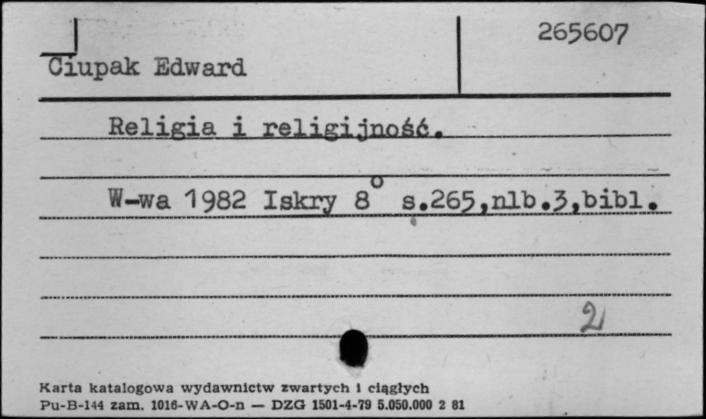 265607
Ciupak Edward
Religia i religijność.
W-wa 1982 Iskry 8° s.265,nlb.3,bibl.
2
Karta katalogowa wydawnictw zwartych i ciągłych
Pu-B-144 zam. 1016-WA-O-n — DZG 1501-4-79 5.050.000 2 81